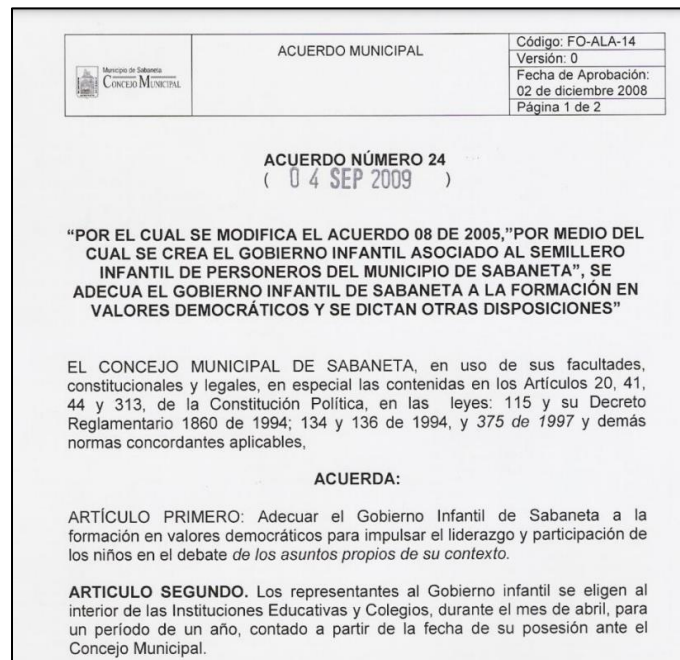 Municipio de Sabaneta
CONCEJO MUNICIPAL
ACUERDO MUNICIPAL
Código: FO-ALA-14
Versión: 0
Fecha de Aprobación:
02 de diciembre 2008
Página 1 de 2
ACUERDO NÚMERO 24
( 04 SEP 2009 )
“POR EL CUAL SE MODIFICA EL ACUERDO 08 DE 2005,”POR MEDIO DEL
CUAL SE CREA EL GOBIERNO INFANTIL ASOCIADO AL SEMILLERO
INFANTIL DE PERSONEROS DEL MUNICIPIO DE SABANETA”, SE
ADECUA EL GOBIERNO INFANTIL DE SABANETA A LA FORMACIÓN EN
VALORES DEMOCRÁTICOS Y SE DICTAN OTRAS DISPOSICIONES”
EL CONCEJO MUNICIPAL DE SABANETA, en uso de sus facultades,
constitucionales y legales, en especial las contenidas en los Artículos 20, 41,
44 y 313, de la Constitución Política, en las leyes: 115 y su Decreto
Reglamentario 1860 de 1994; 134 y 136 de 1994, y 375 de 1997 y demás
normas concordantes aplicables,
ACUERDA:
ARTÍCULO PRIMERO: Adecuar el Gobierno Infantil de Sabaneta a la
formación en valores democráticos para impulsar el liderazgo y participación de
los niños en el debate de los asuntos propios de su contexto.
ARTICULO SEGUNDO. Los representantes al Gobierno infantil se eligen al
interior de las Instituciones Educativas y Colegios, durante el mes de abril, para
un período de un año, contado a partir de la fecha de su posesión ante el
Concejo Municipal.